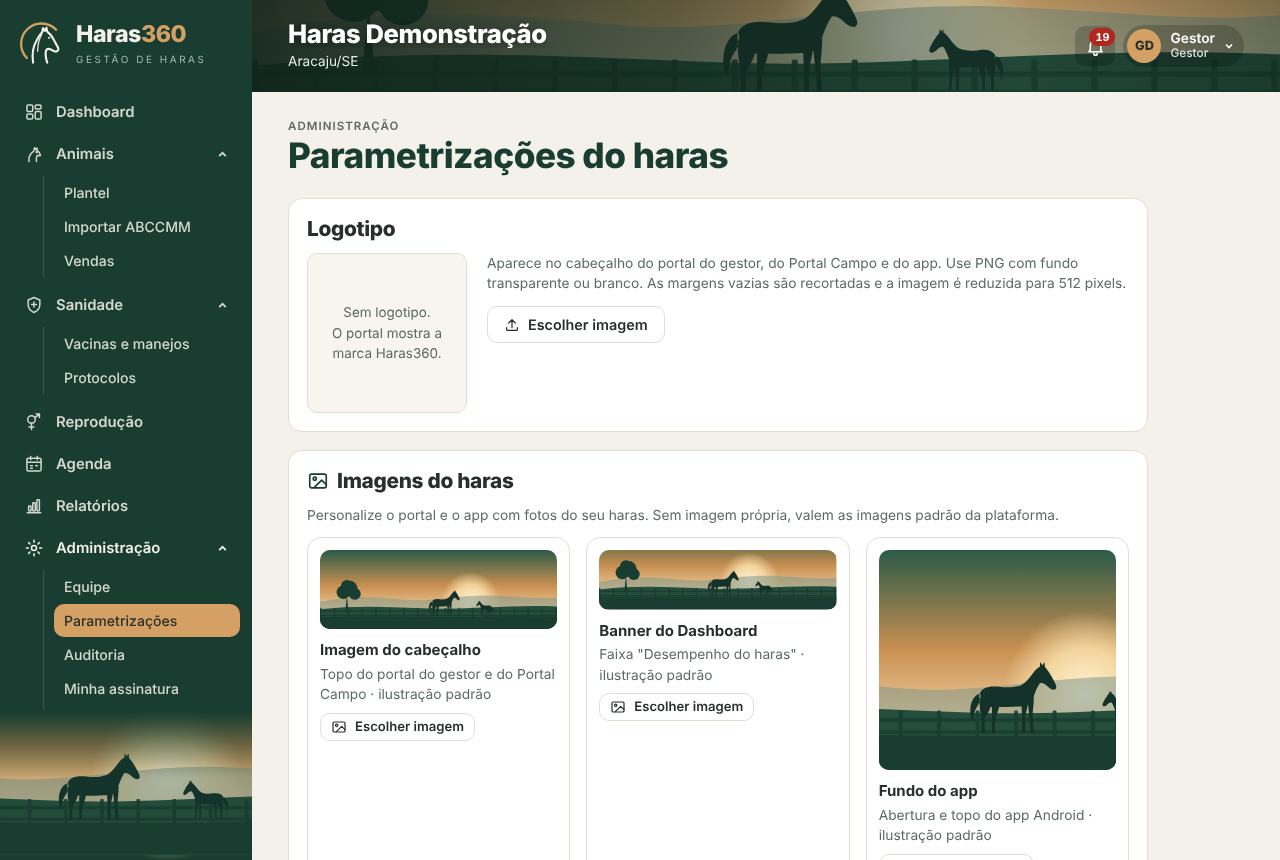 Haras360
GESTÃO DE HARAS
Dashboard
Animais
Plantel
Importar ABCCMM
Vendas
Sanidade
Vacinas e manejos
Protocolos
Reprodução
Agenda
Relatórios
Administração
Equipe
Parametrizações
Auditoria
Minha assinatura
Haras Demonstração
Aracaju/SE
19
GD
Gestor
Gestor
ADMINISTRAÇÃO
Parametrizações do haras
Logotipo
Sem logotipo.
O portal mostra a
marca Haras360.
Aparece no cabeçalho do portal do gestor, do Portal Campo e do app. Use PNG com fundo
transparente ou branco. As margens vazias são recortadas e a imagem é reduzida para 512 pixels.
Escolher imagem
Imagens do haras
Personalize o portal e o app com fotos do seu haras. Sem imagem própria, valem as imagens padrão da plataforma.
Imagem do cabeçalho
Topo do portal do gestor e do Portal
Campo · ilustração padrão
Escolher imagem
Banner do Dashboard
Faixa "Desempenho do haras" ·
ilustração padrão
Escolher imagem
Fundo do app
Abertura e topo do app Android ·
ilustração padrão